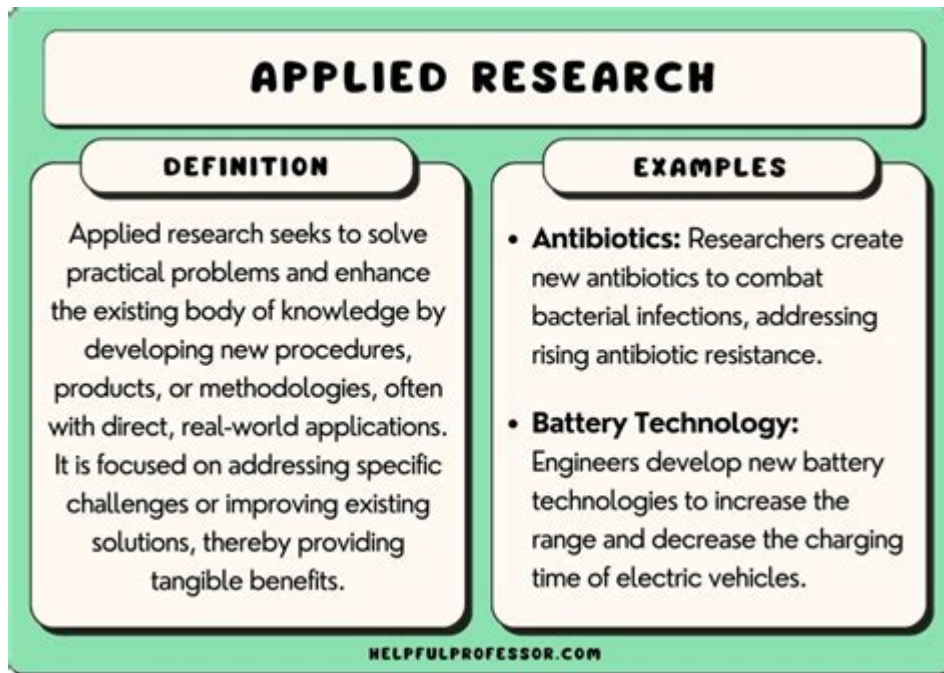 APPLIED RESEARCH
DEFINITION
Applied research seeks to solve
practical problems and enhance
the existing body of knowledge by
developing new procedures,
products, or methodologies, often
with direct, real-world applications.
It is focused on addressing specific
challenges or improving existing
solutions, thereby providing
tangible benefits.
EXAMPLES
• Antibiotics: Researchers create
new antibiotics to combat
bacterial infections, addressing
rising antibiotic resistance.
• Battery Technology:
Engineers develop new battery
technologies to increase the
range and decrease the charging
time of electric vehicles.
HELPFULPROFESSOR.COM